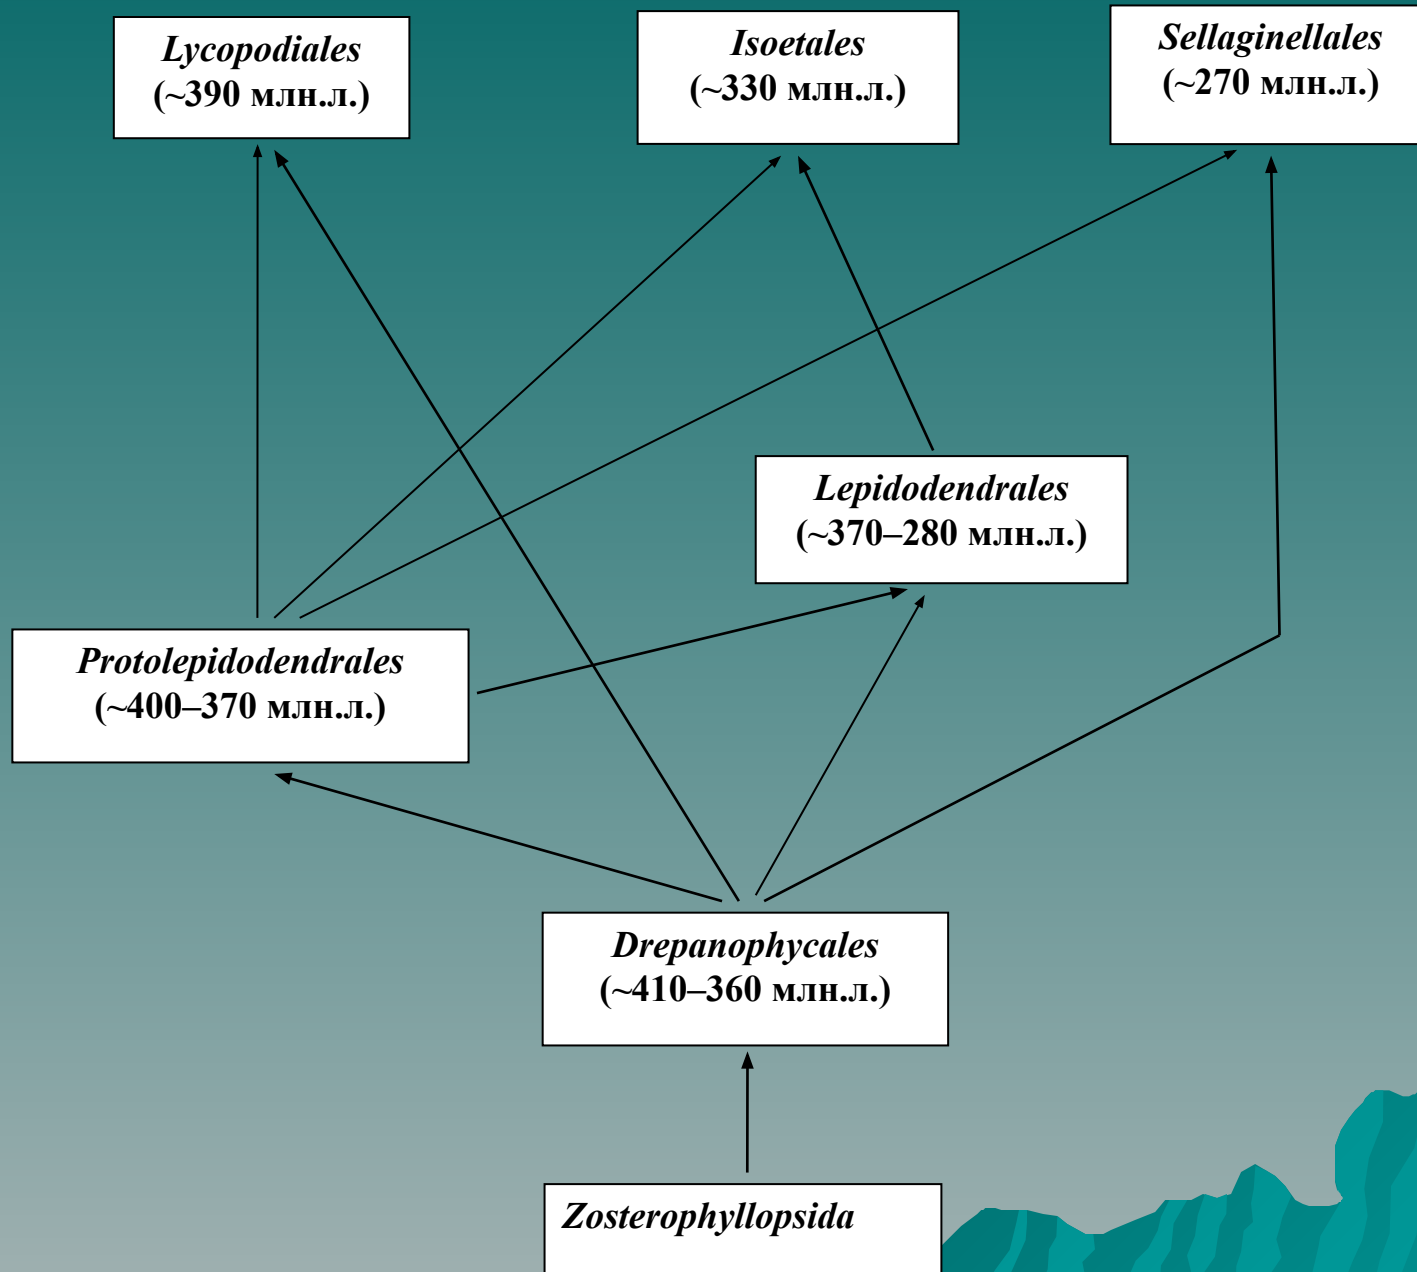 Lycopodiales
(~390 млн.л.)
Isoetales
(~330 млн.л.)
Sellaginellales
(~270 млн.л.)
Lepidodendrales
(~370–280 млн.л.)
Protolepidodendrales
(~400–370 млн.л.)
Drepanophycales
(~410–360 млн.л.)
Zosterophyllopsida